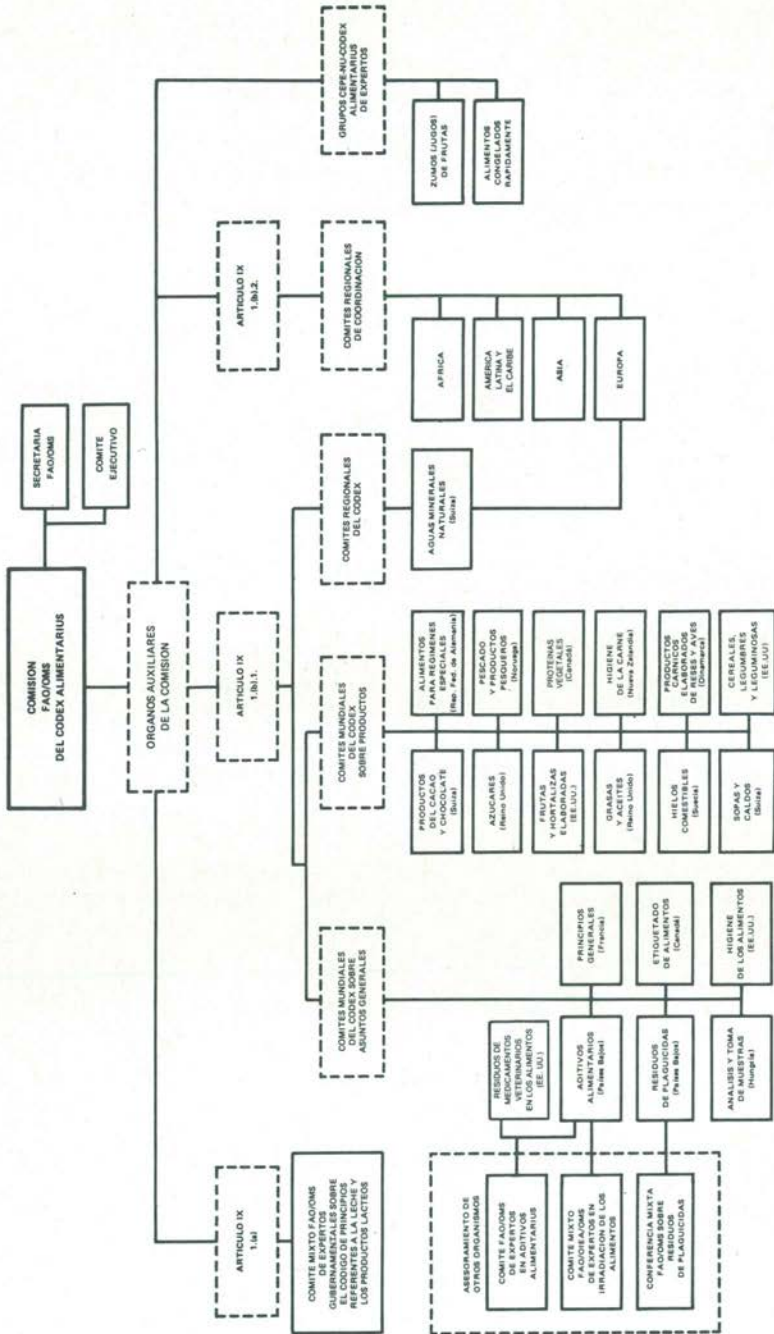 COMISION
FAO/OMS
DEL CODEX ALIMENTARIUS
SECRETARIA
FAO/OMS
COMITE
EJECUTIVO
ORGANOS AUXILIARES
DE LA COMISION
ARTICULO IX
1.(a)
ARTICULO IX
1.(b).1.
ARTICULO IX
1.(b).2.
COMITE MIXTO FAO/OMS
DE EXPERTOS
GUBERNAMENTALES SOBRE
EL CODIGO DE PRINCIPIOS
REFERENTES A LA LECHE Y
LOS PRODUCTOS LACTEOS
COMITES MUNDIALES
DEL CODEX SOBRE
ASUNTOS GENERALES
COMITES MUNDIALES
DEL CODEX
SOBRE PRODUCTOS
COMITES REGIONALES
DEL CODEX
COMITES REGIONALES
DE COORDINACION
GRUPOS CEPE-NU-CODEX
ALIMENTARIUS
DE EXPERTOS
ASESORAMIENTO DE
OTROS ORGANISMOS
COMITE FAO/OMS
DE EXPERTOS
EN ADITIVOS
ALIMENTARIUS
COMITE MIXTO
FAO/OIEA/OMS
DE EXPERTOS EN
IRRADIACION DE LOS
ALIMENTOS
CONFERENCIA MIXTA
FAO/OMS SOBRE
RESIDUOS
DE PLAGUICIDAS
RESIDUOS DE
MEDICAMENTOS
VETERINARIOS
EN LOS ALIMENTOS
(EE. UU.)
ADITIVOS
ALIMENTARIOS
(Países Bajos)
PRINCIPIOS
GENERALES
(Francia)
RESIDUOS
DE PLAGUICIDAS
(Países Bajos)
ETIQUETADO
DE ALIMENTOS
(Canadá)
ANALISIS Y TOMA
DE MUESTRAS
(Hungría)
HIGIENE
DE LOS ALIMENTOS
(EE.UU.)
PRODUCTOS
DEL CACAO
Y CHOCOLATE
(Suiza)
ALIMENTOS
PARA REGIMENES
ESPECIALES
(Rep. Fed. de Alemania)
AZUCARES
(Reino Unido)
PESCADO
Y PRODUCTOS
PESQUEROS
(Noruega)
FRUTAS
Y HORTALIZAS
ELABORADAS
(EE.UU.)
PROTEINAS
VEGETALES
(Canadá)
GRASAS
Y ACEITES
(Reino Unido)
HIGIENE
DE LA CARNE
(Nueva Zelandia)
HIELOS
COMESTIBLES
(Suecia)
PRODUCTOS
CARNICOS
ELABORADOS
DE RESES Y AVES
(Dinamarca)
SOPAS Y
CALDOS
(Suiza)
CEREALES,
LEGUMBRES
Y LEGUMINOSAS
(EE.UU)
AGUAS MINERALES
NATURALES
(Suiza)
AFRICA
AMERICA
LATINA Y
EL CARIBE
ASIA
EUROPA
ZUMOS (JUGOS)
DE FRUTAS
ALIMENTOS
CONGELADOS
RAPIDAMENTE